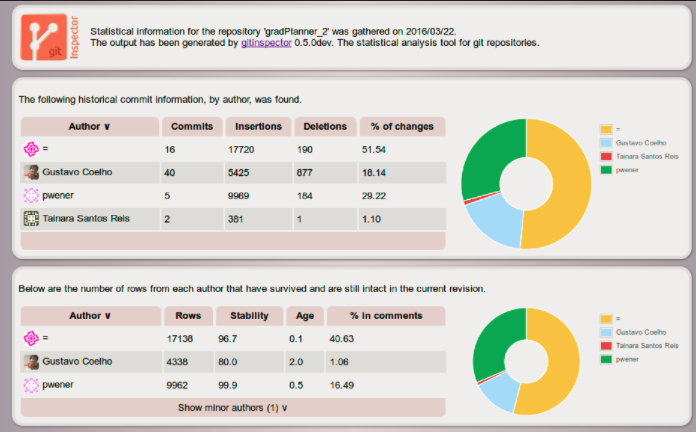 git
Inspector
Statistical information for the repository 'gradPlanner_2' was gathered on 2016/03/22.
The output has been generated by gitinspector 0.5.0dev. The statistical analysis tool for git repositories.
The following historical commit information, by author, was found.
Author ∨ Commits Insertions Deletions % of changes
= 16 17720 190 51.54
Gustavo Coelho 40 5425 877 18.14
pwener 5 9969 184 29.22
Tainara Santos Reis 2 381 1 1.10
=
Gustavo Coelho
Tainara Santos Reis
pwener
Below are the number of rows from each author that have survived and are still intact in the current revision.
Author ∨ Rows Stability Age % in comments
= 17138 96.7 0.1 40.63
Gustavo Coelho 4338 80.0 2.0 1.06
pwener 9962 99.9 0.5 16.49
Show minor authors (1) ∨
=
Gustavo Coelho
Tainara Santos Reis
pwener